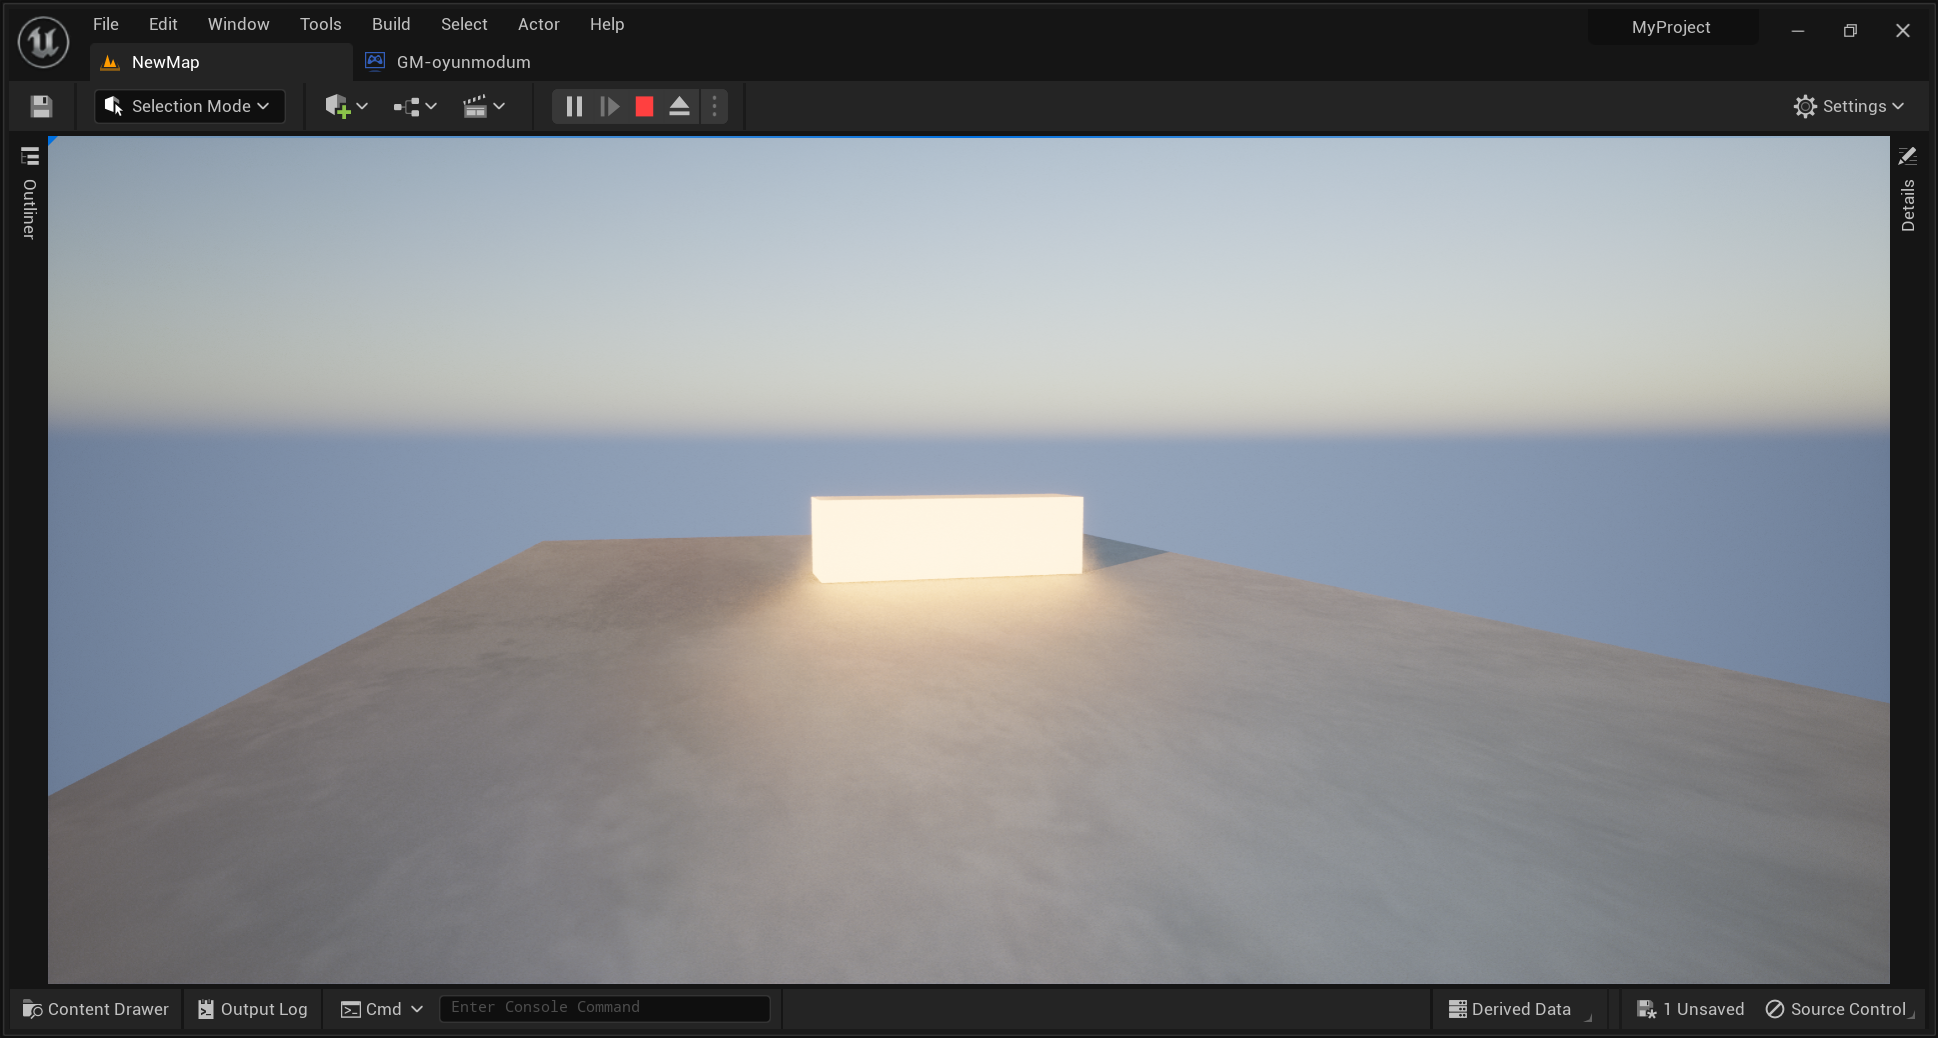 File Edit Window Tools Build Select Actor Help
MyProject
NewMap GM-oyunmodum
Selection Mode
Settings
Outliner
Details
Content Drawer Output Log Cmd Enter Console Command Derived Data 1 Unsaved Source Control